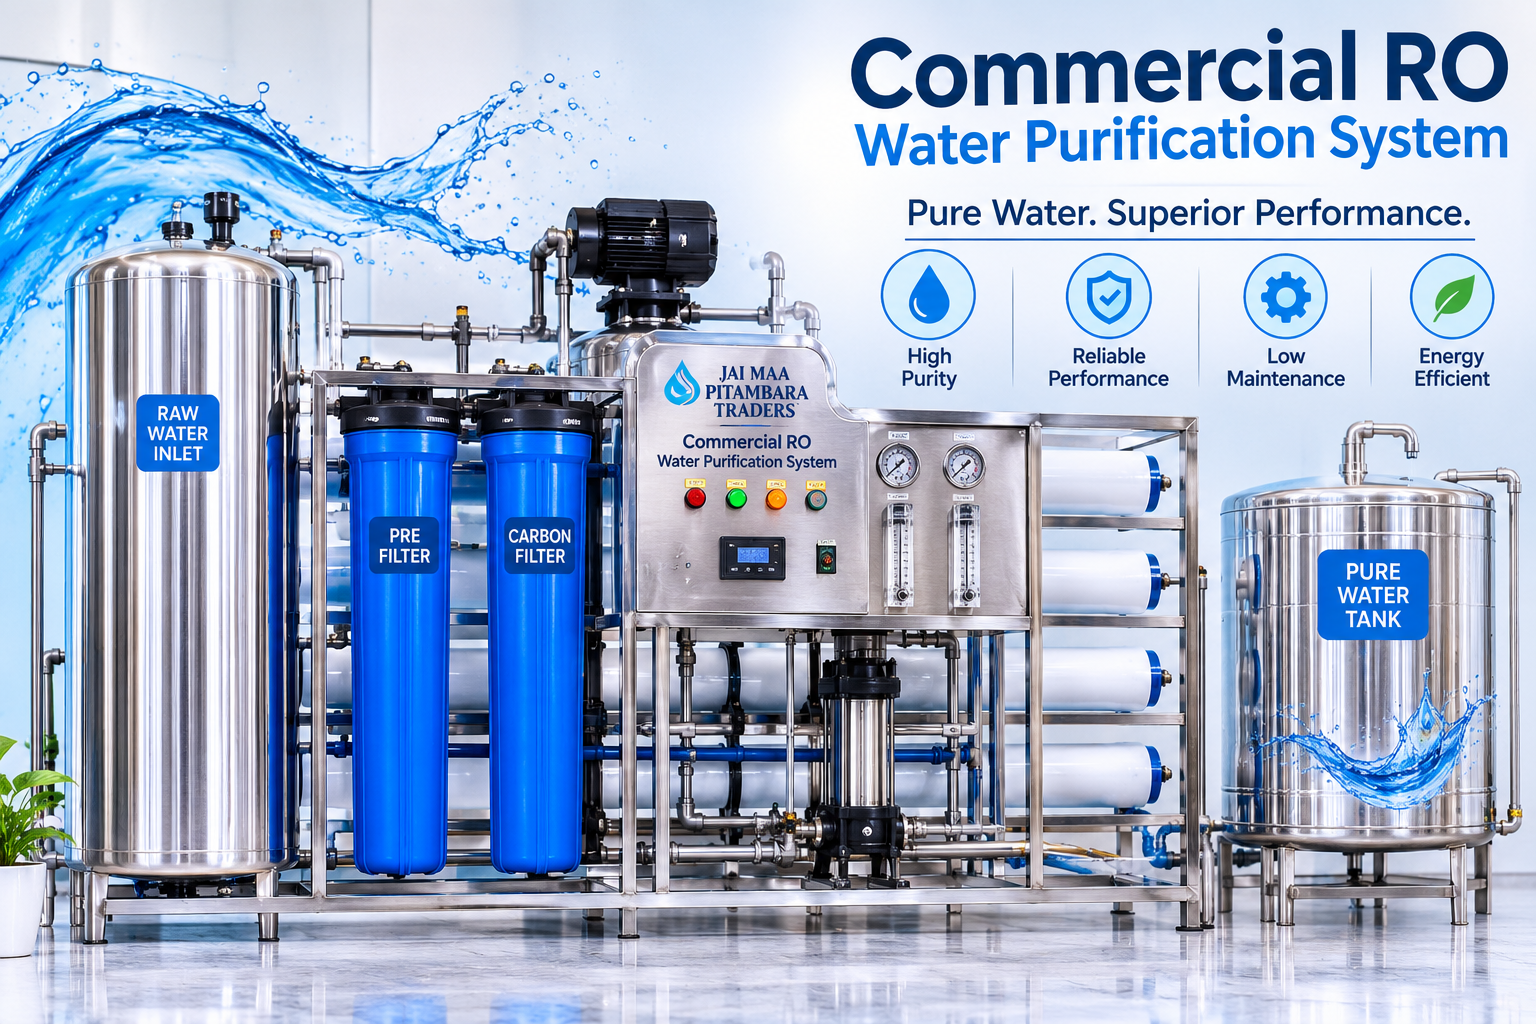 Commercial RO
Water Purification System
Pure Water. Superior Performance.
High
Purity
Reliable
Performance
Low
Maintenance
Energy
Efficient
RAW
WATER
INLET
PRE
FILTER
CARBON
FILTER
JAI MAA
PITAMBARA
TRADERS
Commercial RO
Water Purification System
PURE
WATER
TANK